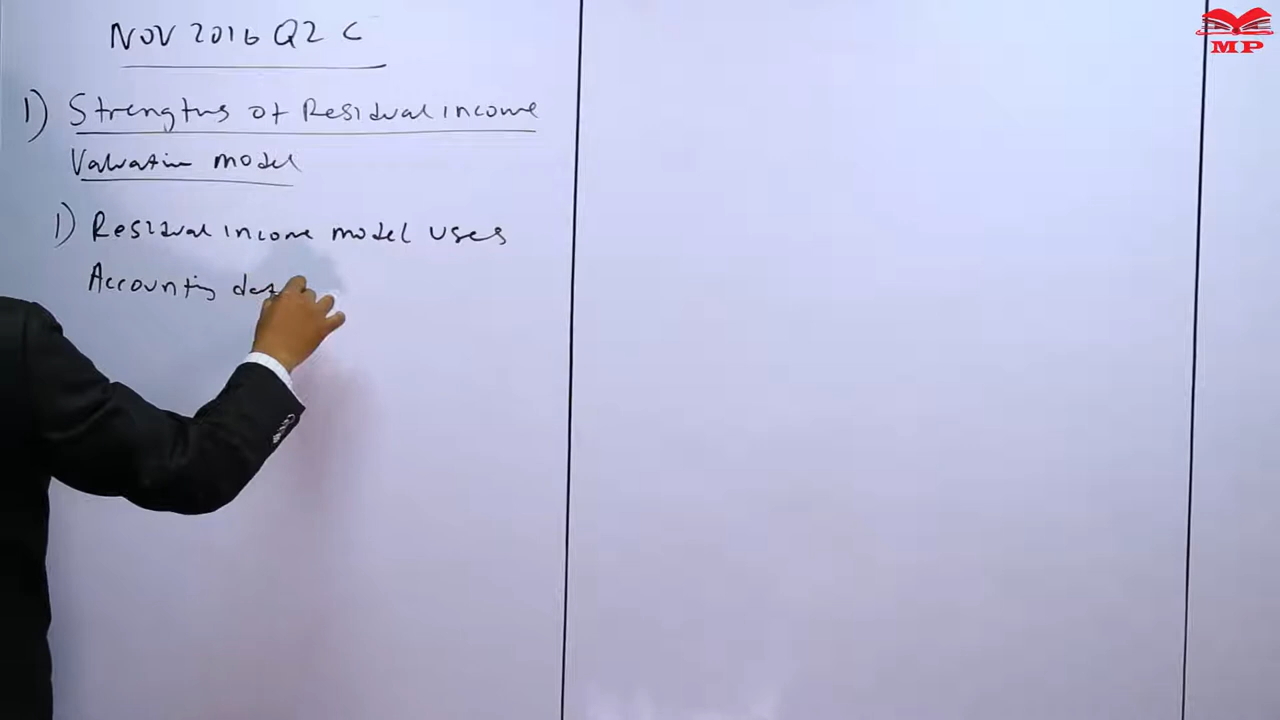 NOV 2016 Q2 C
1) Strengths of Residual income
Valuation model
1) Residual income model uses
Accounting
MP